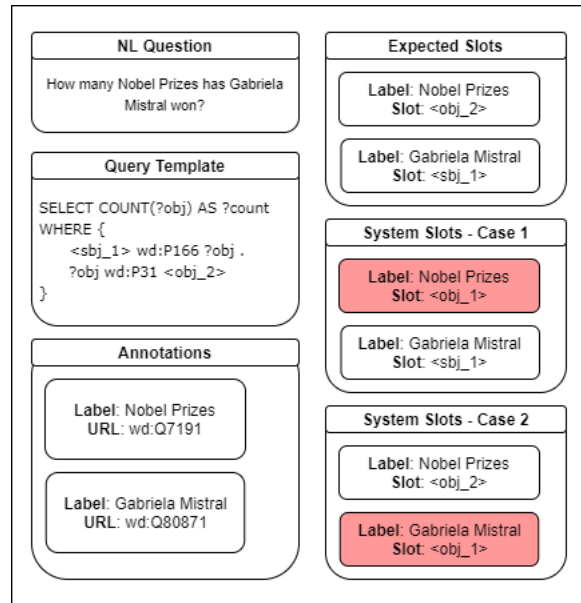 NL Question
How many Nobel Prizes has Gabriela
Mistral won?
Query Template
SELECT COUNT(?obj) AS ?count
WHERE {
<sbj_1> wd:P166 ?obj .
?obj wd:P31 <obj_2>
}
Annotations
Label: Nobel Prizes
URL: wd:Q7191
Label: Gabriela Mistral
URL: wd:Q80871
Expected Slots
Label: Nobel Prizes
Slot: <obj_2>
Label: Gabriela Mistral
Slot: <sbj_1>
System Slots - Case 1
Label: Nobel Prizes
Slot: <obj_1>
Label: Gabriela Mistral
Slot: <sbj_1>
System Slots - Case 2
Label: Nobel Prizes
Slot: <obj_2>
Label: Gabriela Mistral
Slot: <obj_1>